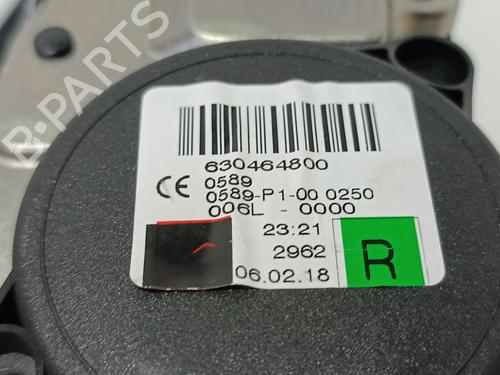 R-PARTS
630464800
CE 0589
0589-P1-00 0250
006L - 0000
23:21
2962
06.02.18
R